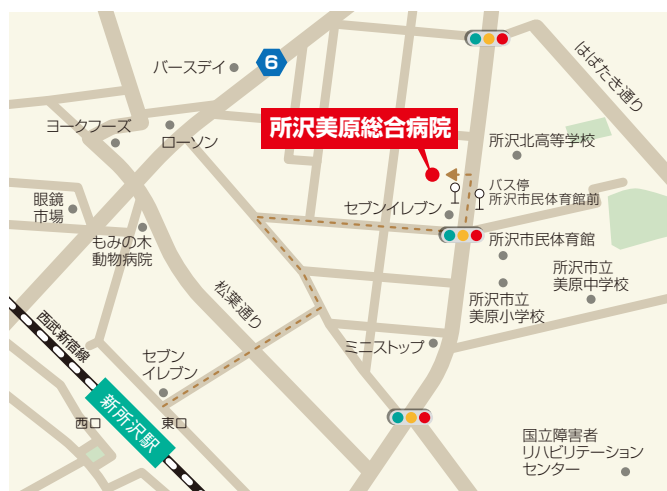 バースデイ
6
はばたき通り
ヨークフーズ
ローソン
所沢美原総合病院
所沢北高等学校
バス停
所沢市民体育館前
眼鏡
市場
セブンイレブン
もみの木
動物病院
所沢市民体育館
所沢市立
美原中学校
所沢市立
美原小学校
松葉通り
西武新宿線
セブン
イレブン
ミニストップ
新所沢駅
西口
東口
国立障害者
リハビリテーション
センター